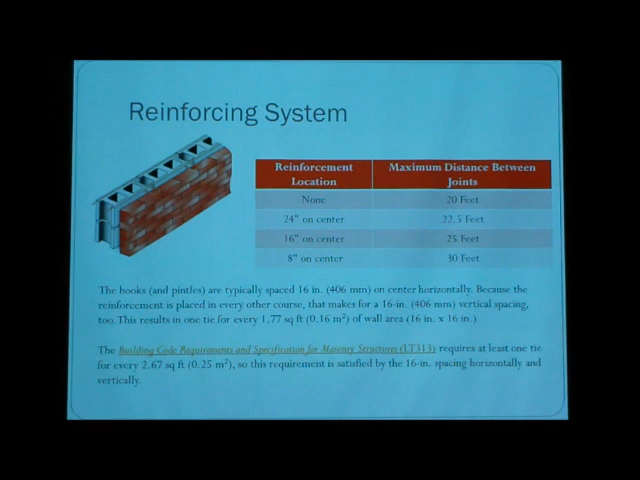 Reinforcing System
Reinforcement Location Maximum Distance Between Joints
None 20 Feet
24" on center 22.5 Feet
16" on center 25 Feet
8" on center 30 Feet
The hooks (and pintles) are typically spaced 16 in. (406 mm) on center horizontally. Because the
reinforcement is placed in every other course, that makes for a 16-in. (406 mm) vertical spacing,
too. This results in one tie for every 1.77 sq ft (0.16 m²) of wall area (16 in. x 16 in.)
The Building Code Requirements and Specification for Masonry Structures (LT313) requires at least one tie
for every 2.67 sq ft (0.25 m²), so this requirement is satisfied by the 16-in. spacing horizontally and
vertically.